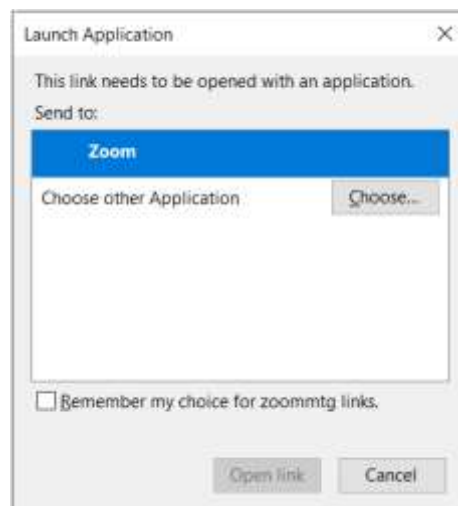 Launch Application
This link needs to be opened with an application.
Send to:
Zoom
Choose other Application
Choose...
Remember my choice for zoommtg links.
Open link
Cancel